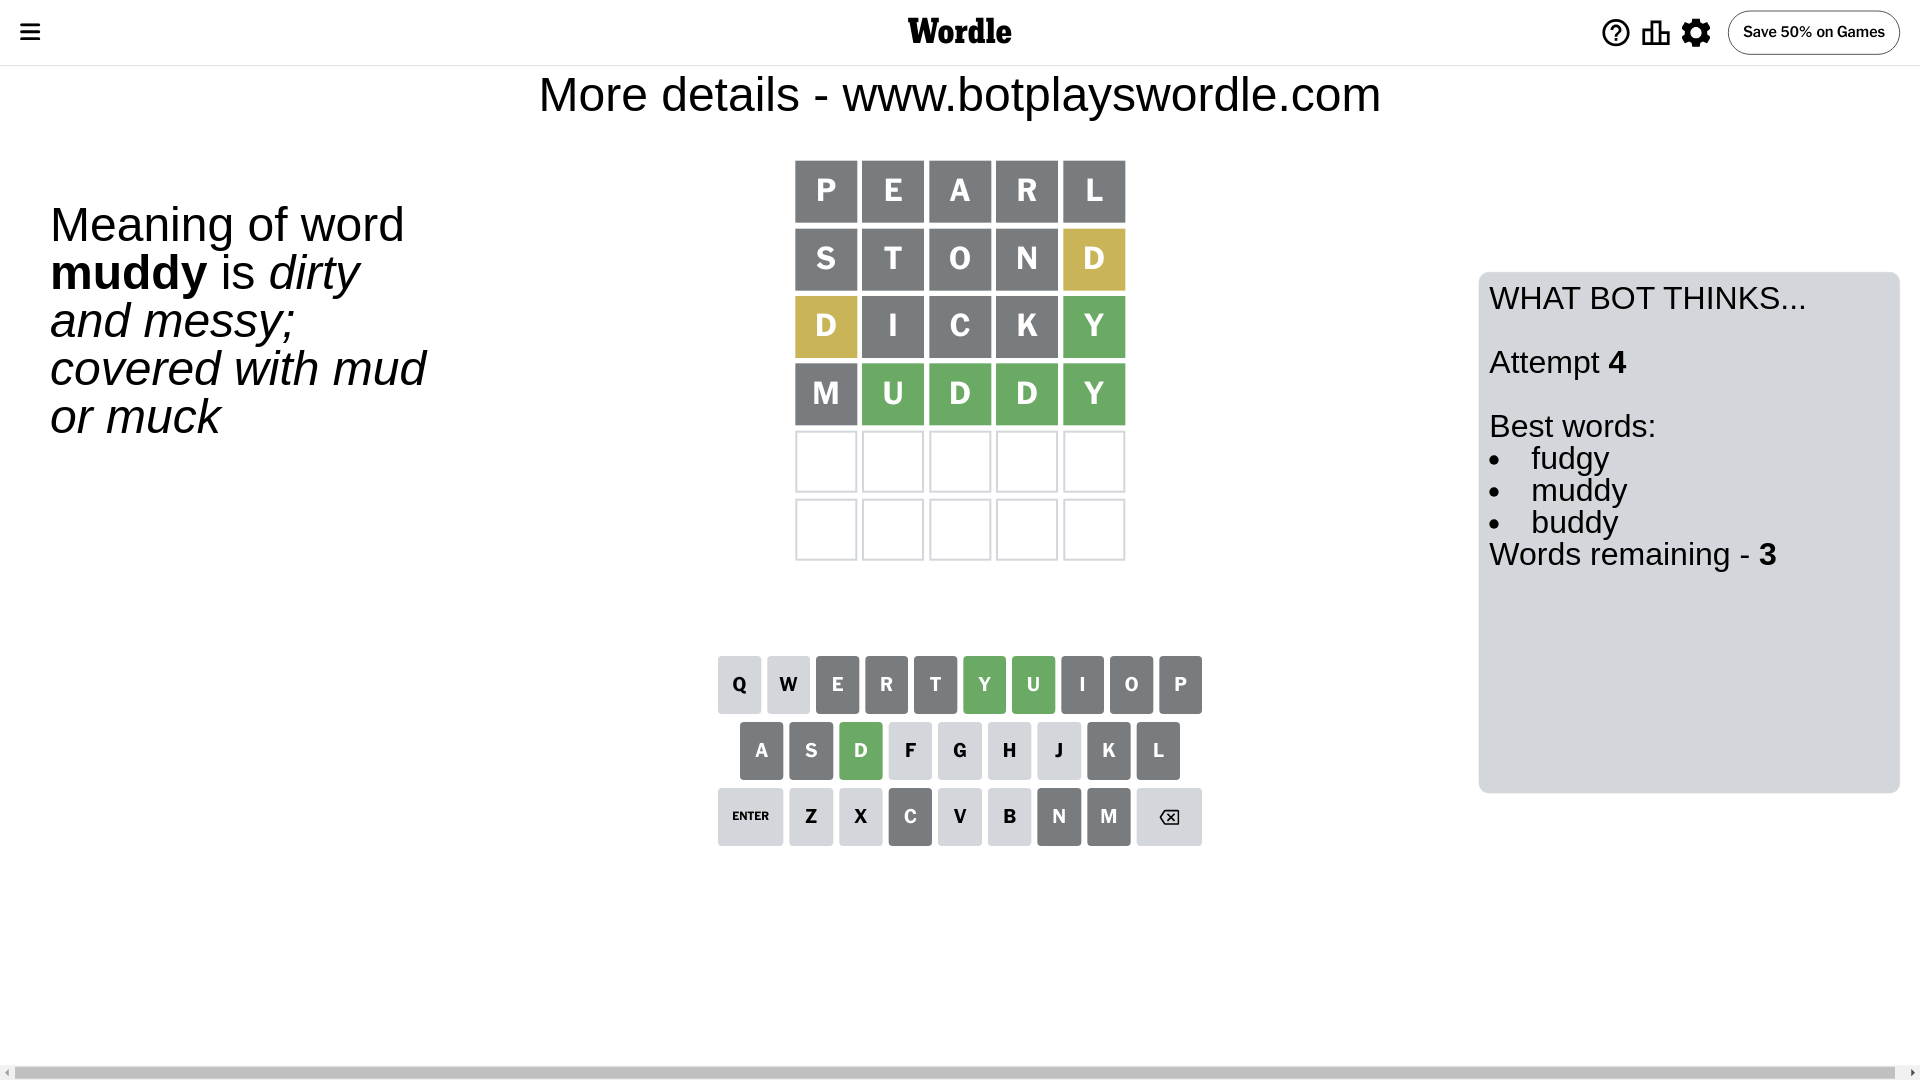 Wordle
Save 50% on Games
More details - www.botplayswordle.com
Meaning of word
muddy is dirty
and messy;
covered with mud
or muck
P E A R L
S T O N D
D I C K Y
M U D D Y
WHAT BOT THINKS...
Attempt 4
Best words:
• fudgy
• muddy
• buddy
Words remaining - 3
Q W E R T Y U I O P
A S D F G H J K L
ENTER Z X C V B N M